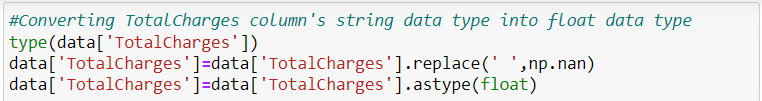 #Converting TotalCharges column's string data type into float data type
type(data['TotalCharges'])
data['TotalCharges']=data['TotalCharges'].replace(' ',np.nan)
data['TotalCharges']=data['TotalCharges'].astype(float)